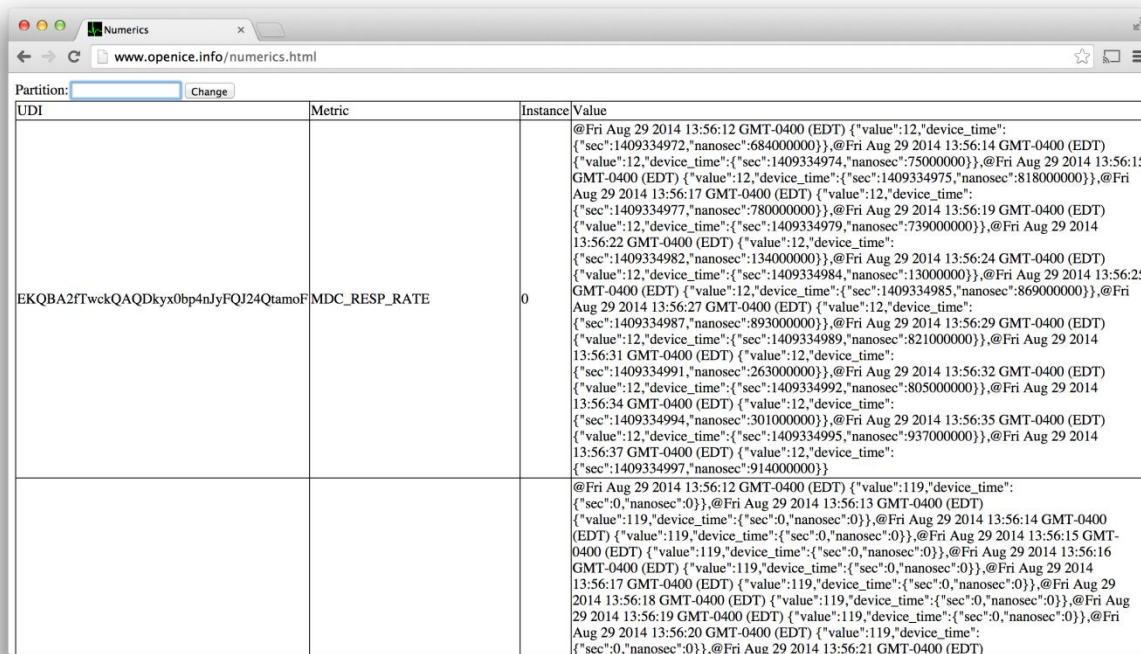 Numerics
www.openice.info/numerics.html
Partition:
Change
UDI Metric Instance Value
@Fri Aug 29 2014 13:56:12 GMT-0400 (EDT) {"value":12,"device_time":
{"sec":1409334972,"nanosec":684000000}},@Fri Aug 29 2014 13:56:14 GMT-0400 (EDT)
{"value":12,"device_time":{"sec":1409334974,"nanosec":75000000}},@Fri Aug 29 2014 13:56:15
GMT-0400 (EDT) {"value":12,"device_time":{"sec":1409334975,"nanosec":818000000}},@Fri
Aug 29 2014 13:56:17 GMT-0400 (EDT) {"value":12,"device_time":
{"sec":1409334977,"nanosec":780000000}},@Fri Aug 29 2014 13:56:19 GMT-0400 (EDT)
{"value":12,"device_time":{"sec":1409334979,"nanosec":739000000}},@Fri Aug 29 2014
13:56:22 GMT-0400 (EDT) {"value":12,"device_time":
{"sec":1409334982,"nanosec":134000000}},@Fri Aug 29 2014 13:56:24 GMT-0400 (EDT)
{"value":12,"device_time":{"sec":1409334984,"nanosec":13000000}},@Fri Aug 29 2014 13:56:25
EKQBA2fTwckQAQDkyx0bp4nJyFQJ24QtamoF MDC_RESP_RATE 0 GMT-0400 (EDT) {"value":12,"device_time":{"sec":1409334985,"nanosec":869000000}},@Fri
Aug 29 2014 13:56:27 GMT-0400 (EDT) {"value":12,"device_time":
{"sec":1409334987,"nanosec":893000000}},@Fri Aug 29 2014 13:56:29 GMT-0400 (EDT)
{"value":12,"device_time":{"sec":1409334989,"nanosec":821000000}},@Fri Aug 29 2014
13:56:31 GMT-0400 (EDT) {"value":12,"device_time":
{"sec":1409334991,"nanosec":263000000}},@Fri Aug 29 2014 13:56:32 GMT-0400 (EDT)
{"value":12,"device_time":{"sec":1409334992,"nanosec":805000000}},@Fri Aug 29 2014
13:56:34 GMT-0400 (EDT) {"value":12,"device_time":
{"sec":1409334994,"nanosec":301000000}},@Fri Aug 29 2014 13:56:35 GMT-0400 (EDT)
{"value":12,"device_time":{"sec":1409334995,"nanosec":937000000}},@Fri Aug 29 2014
13:56:37 GMT-0400 (EDT) {"value":12,"device_time":
{"sec":1409334997,"nanosec":914000000}}
@Fri Aug 29 2014 13:56:12 GMT-0400 (EDT) {"value":119,"device_time":
{"sec":0,"nanosec":0}},@Fri Aug 29 2014 13:56:13 GMT-0400 (EDT)
{"value":119,"device_time":{"sec":0,"nanosec":0}},@Fri Aug 29 2014 13:56:14 GMT-0400
(EDT) {"value":119,"device_time":{"sec":0,"nanosec":0}},@Fri Aug 29 2014 13:56:15 GMT-
0400 (EDT) {"value":119,"device_time":{"sec":0,"nanosec":0}},@Fri Aug 29 2014 13:56:16
GMT-0400 (EDT) {"value":119,"device_time":{"sec":0,"nanosec":0}},@Fri Aug 29 2014
13:56:17 GMT-0400 (EDT) {"value":119,"device_time":{"sec":0,"nanosec":0}},@Fri Aug 29
2014 13:56:18 GMT-0400 (EDT) {"value":119,"device_time":{"sec":0,"nanosec":0}},@Fri Aug
29 2014 13:56:19 GMT-0400 (EDT) {"value":119,"device_time":{"sec":0,"nanosec":0}},@Fri
Aug 29 2014 13:56:20 GMT-0400 (EDT) {"value":119,"device_time":
{"sec":0,"nanosec":0}},@Fri Aug 29 2014 13:56:21 GMT-0400 (EDT)